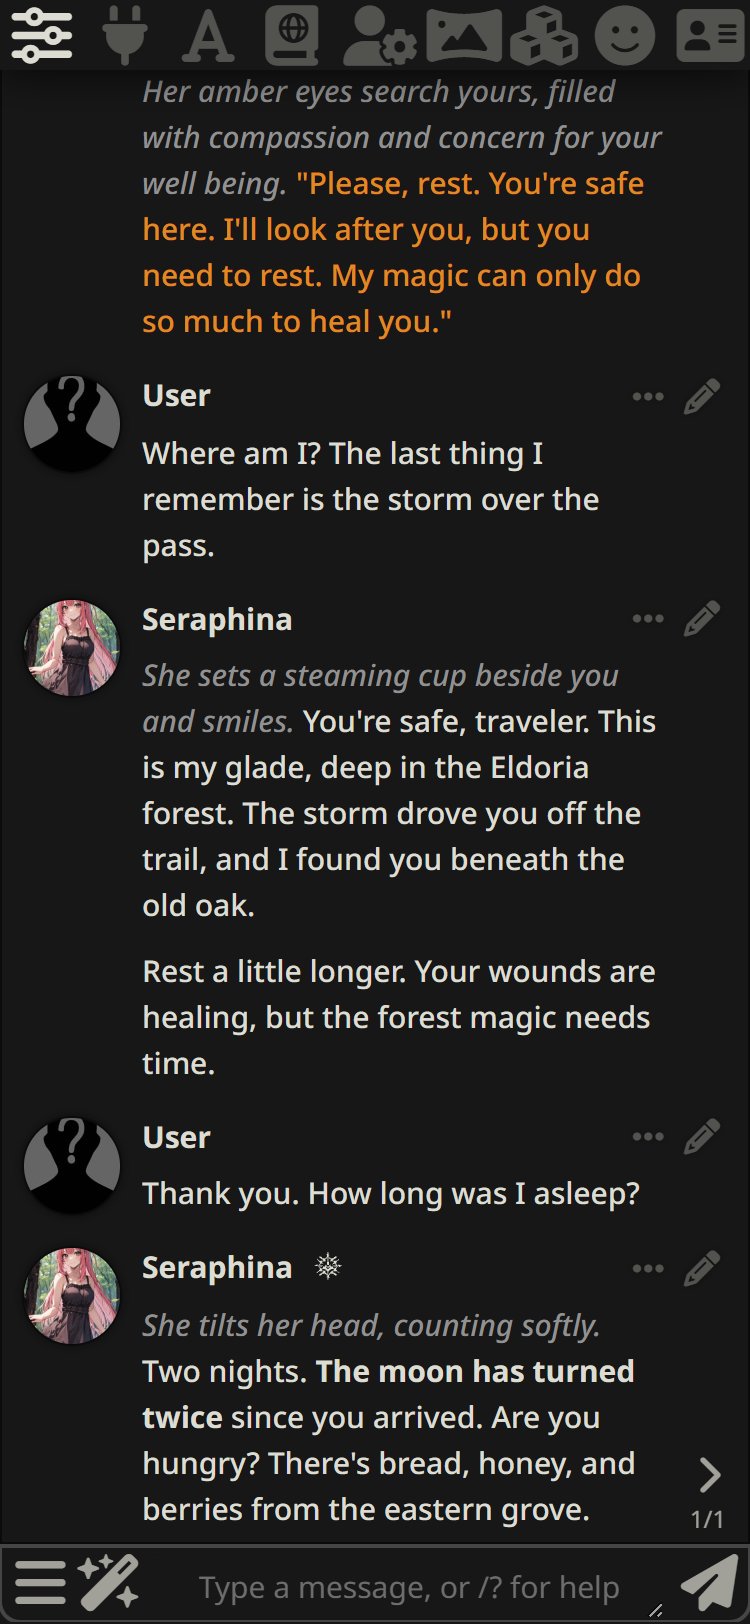 Her amber eyes search yours, filled
with compassion and concern for your
well being. "Please, rest. You're safe
here. I'll look after you, but you
need to rest. My magic can only do
so much to heal you."
User
Where am I? The last thing I
remember is the storm over the
pass.
Seraphina
She sets a steaming cup beside you
and smiles. You're safe, traveler. This
is my glade, deep in the Eldoria
forest. The storm drove you off the
trail, and I found you beneath the
old oak.
Rest a little longer. Your wounds are
healing, but the forest magic needs
time.
User
Thank you. How long was I asleep?
Seraphina
She tilts her head, counting softly.
Two nights. The moon has turned
twice since you arrived. Are you
hungry? There's bread, honey, and
berries from the eastern grove.
1/1
Type a message, or /? for help